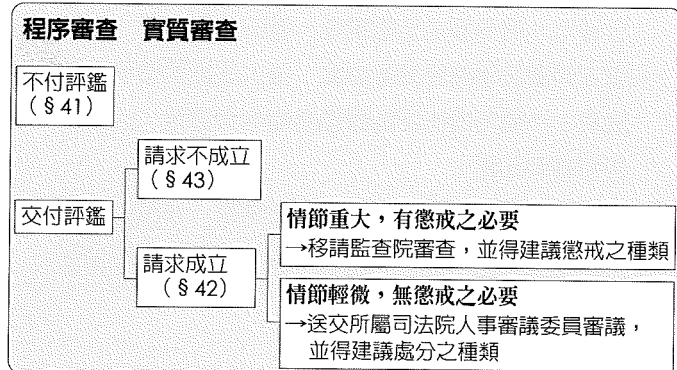 程序審查 實質審查
不付評鑑
(§41)
請求不成立
(§43)
交付評鑑
請求成立
(§42)
情節重大，有懲戒之必要
→移請監查院審查，並得建議懲戒之種類
情節輕微，無懲戒之必要
→送交所屬司法院人事審議委員審議，
並得建議處分之種類